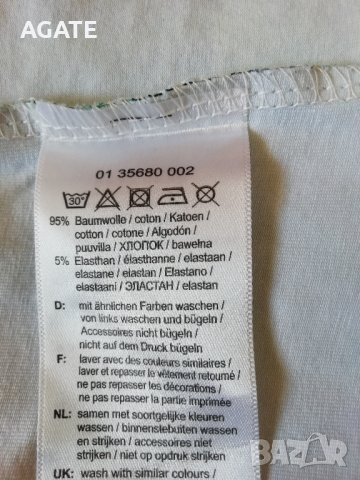 AGATE
01 35680 002
30°
95% Baumwolle / coton / Katoen /
cotton / cotone / Algodón /
puuvilla / ХЛОПОК / bawełna
5% Elasthan / élasthanne / elastaan /
elastane / elastan / Elastano /
elastaani / ЭЛАСТАН / elastan
D: mit ähnlichen Farben waschen /
von links waschen und bügeln /
Accessoires nicht bügeln /
nicht auf dem Druck bügeln
F: laver avec des couleurs similaires /
laver et repasser le vêtement retourné /
ne pas repasser les décorations /
ne pas repasser la partie imprimée
NL: samen met soortgelijke kleuren
wassen / binnenstebuiten wassen
en strijken / accessoires niet
strijken / niet op opdruk strijken
UK: wash with similar colours /
BAZAR